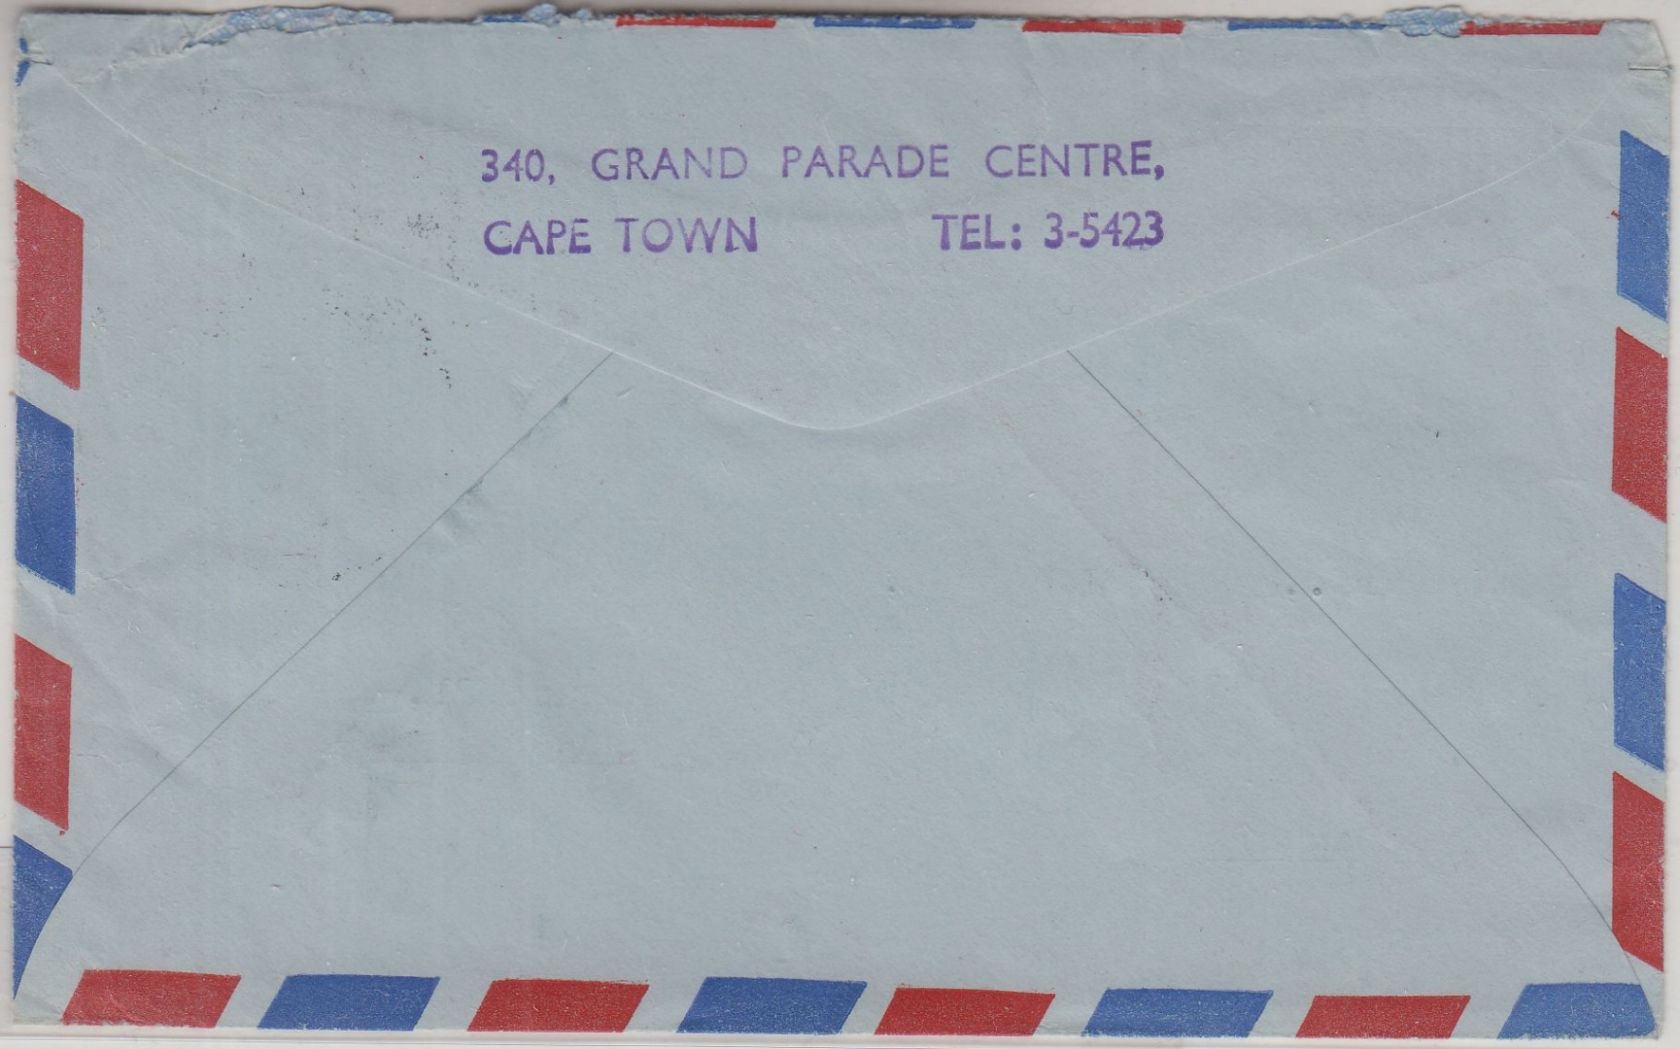 340, GRAND PARADE CENTRE,
CAPE TOWN TEL: 3-5423